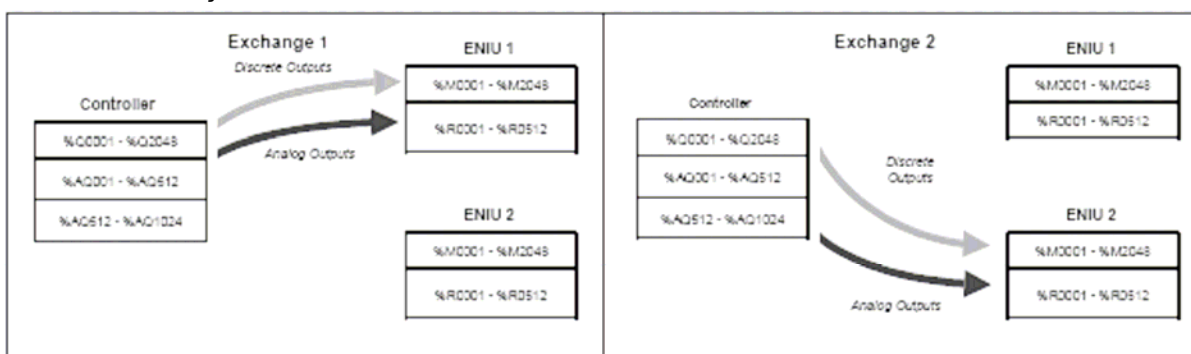 Exchange 1
Discrete Outputs
ENIU 1
%M0001 - %M2048
%R0001 - %R0512
Controller
%Q0001 - %Q2048
%AQ001 - %AQ512
%AQ512 - %AQ1024
Analog Outputs
ENIU 2
%M0001 - %M2048
%R0001 - %R0512
Exchange 2
ENIU 1
%M0001 - %M2048
%R0001 - %R0512
Controller
%Q0001 - %Q2048
%AQ001 - %AQ512
%AQ512 - %AQ1024
Discrete
Outputs
ENIU 2
%M0001 - %M2048
%R0001 - %R0512
Analog Outputs